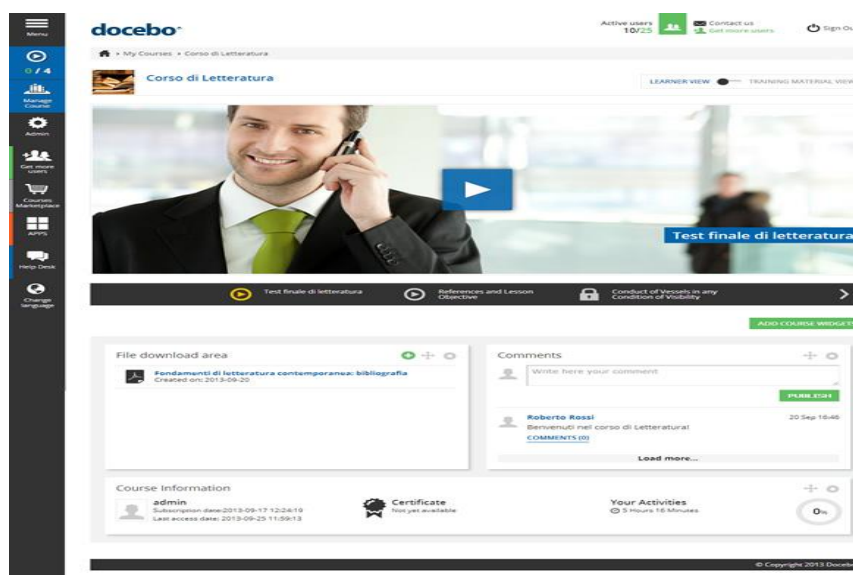 Menu
docebo
Active users
10/25
Contact us
Get more users
Sign Ou
My Courses • Corso di Letteratura
0 / 4
Corso di Letteratura
LEARNER VIEW
TRAINING MATERIAL VIEW
Manage
Course
Admin
Get more
users
Courses
Marketplace
APPS
Help Desk
Change
language
Test finale di letteratura
Test finale di letteratura
References and Lesson
Objective
Conduct of Vessels in any
Condition of Visibility
ADD COURSE WIDGET
File download area
Fondamenti di letteratura contemporanea: bibliografia
Created on: 2013-09-20
Comments
Write here your comment
PUBLISH
Roberto Rossi
20 Sep 16:46
Benvenuti nel corso di Letteratura!
COMMENTS (0)
Load more...
Course Information
admin
Subscription date:2013-09-17 12:24:19
Last access date: 2013-09-25 11:59:13
Certificate
Not yet available
Your Activities
5 Hours 16 Minutes
0%
© Copyright 2013 Docebo